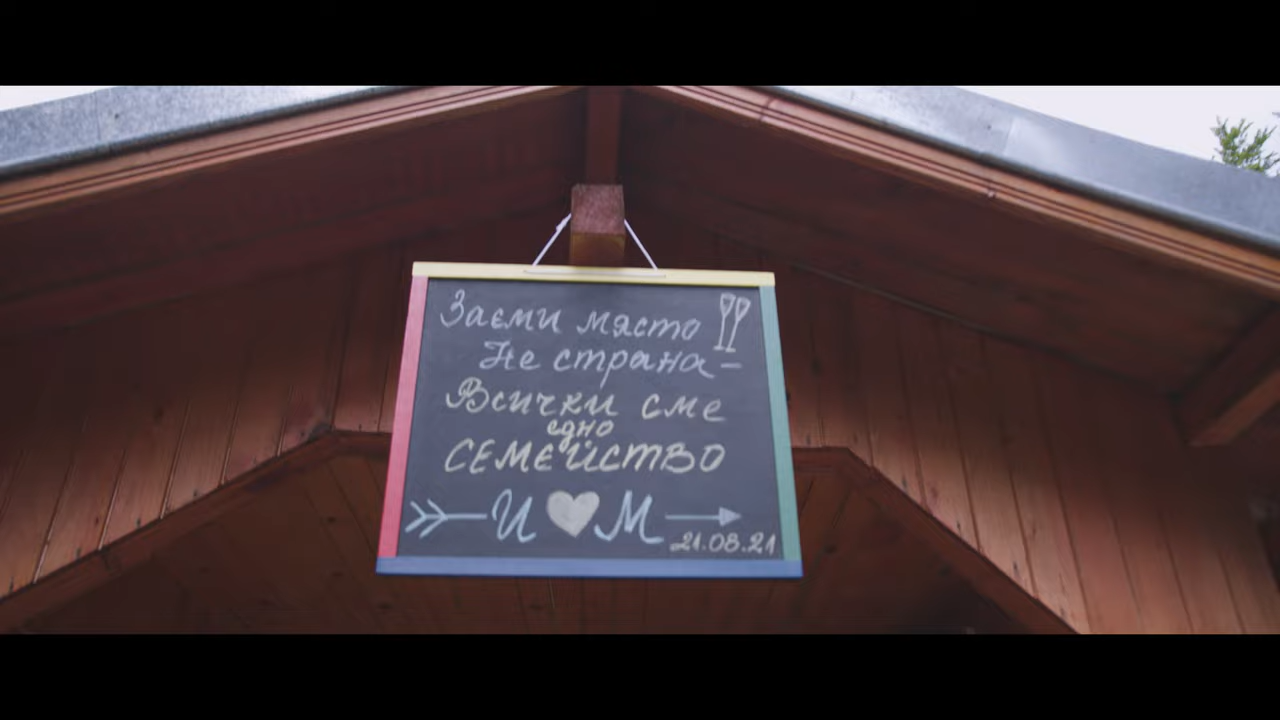 Заеми място
Не страна –
Всички сме
едно
СЕМЕЙСТВО
И ♥ М
21.08.21